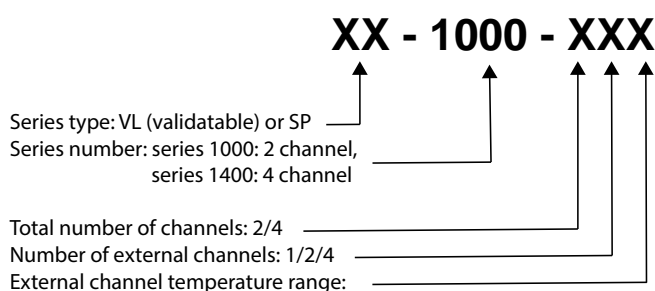 XX - 1000 - XXX
Series type: VL (validatable) or SP
Series number: series 1000: 2 channel,
series 1400: 4 channel
Total number of channels: 2/4
Number of external channels: 1/2/4
External channel temperature range: